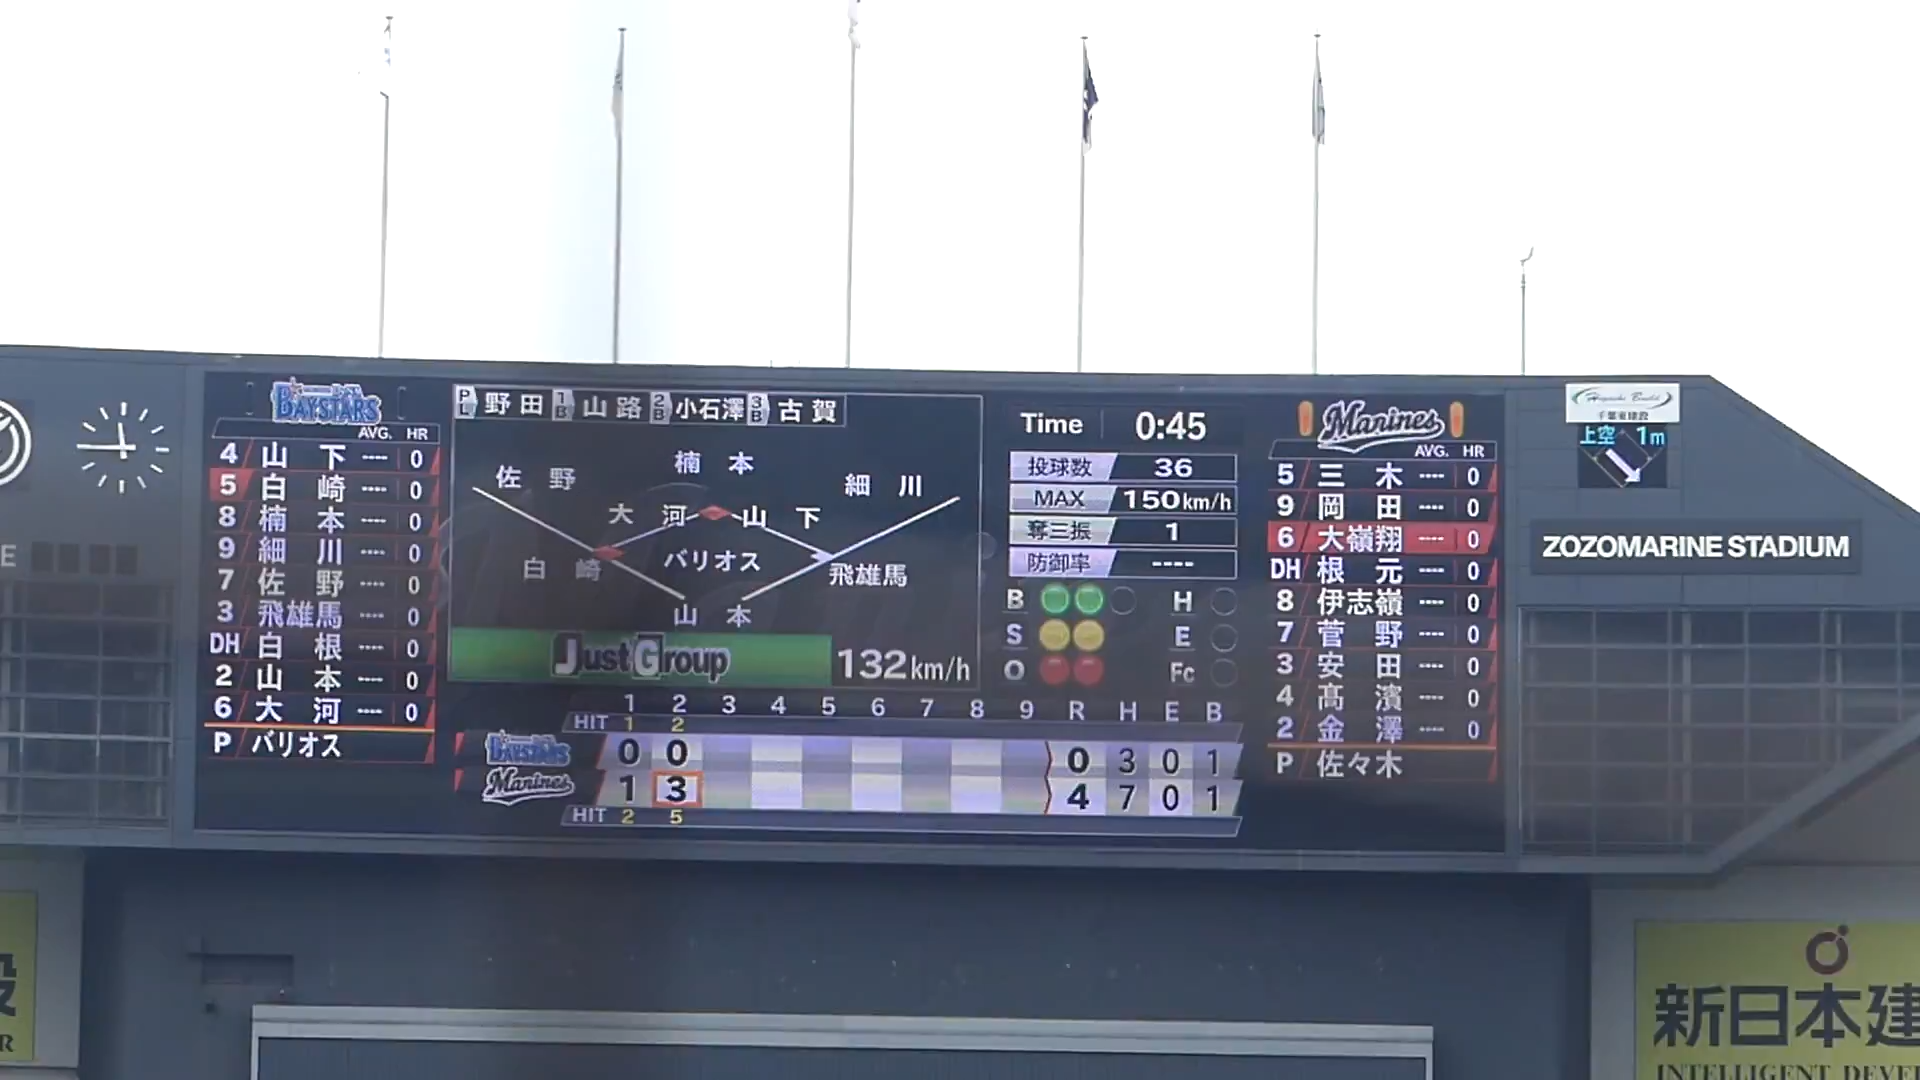 BAYSTARS
AVG. HR
4 山下 ---- 0
5 白崎 ---- 0
8 楠本 ---- 0
9 細川 ---- 0
7 佐野 ---- 0
3 飛雄馬 ---- 0
DH 白根 ---- 0
2 山本 ---- 0
6 大河 ---- 0
P バリオス
PL 野田 1B 山路 2B 小石澤 3B 古賀
楠本
佐野 細川
大河 山下
バリオス
白崎 飛雄馬
山本
JustGroup 132km/h
Time 0:45
投球数 36
MAX 150km/h
奪三振 1
防御率 ----
B H
S E
O Fc
1 2 3 4 5 6 7 8 9 R H E B
HIT 1 2
BAYSTARS 0 0 0 3 0 1
Marines 1 3 4 7 0 1
HIT 2 5
Marines
AVG. HR
5 三木 ---- 0
9 岡田 ---- 0
6 大嶺翔 ---- 0
DH 根元 ---- 0
8 伊志嶺 ---- 0
7 菅野 ---- 0
3 安田 ---- 0
4 髙濱 ---- 0
2 金澤 ---- 0
P 佐々木
上空 1m
ZOZOMARINE STADIUM
E
R
新日本建
INTELLIGENT DEVE